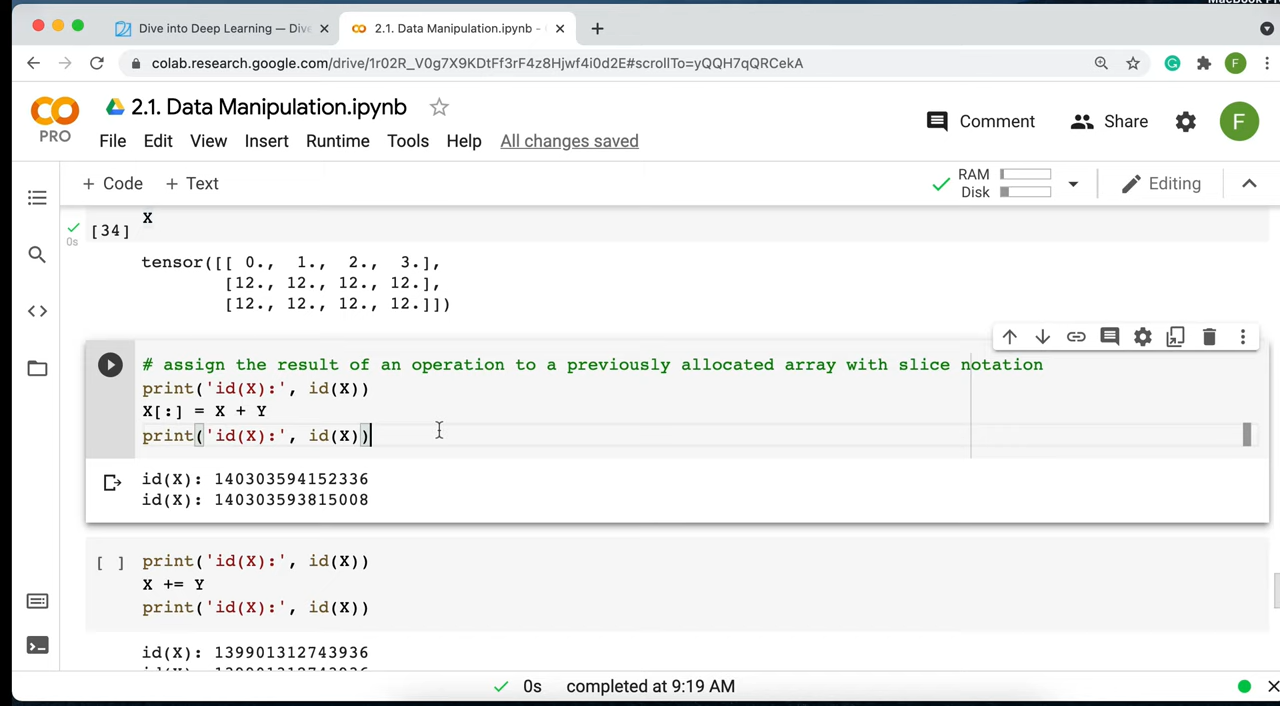 MacBook Pr
Dive into Deep Learning — Dive
2.1. Data Manipulation.ipynb -
colab.research.google.com/drive/1r02R_V0g7X9KDtFf3rF4z8Hjwf4i0d2E#scrollTo=yQQH7qQRCekA
F
PRO
2.1. Data Manipulation.ipynb
Comment
Share
F
File Edit View Insert Runtime Tools Help All changes saved
+ Code + Text
RAM
Disk
Editing
X
0s
[34]
tensor([[ 0., 1., 2., 3.],
[12., 12., 12., 12.],
[12., 12., 12., 12.]])
# assign the result of an operation to a previously allocated array with slice notation
print('id(X):', id(X))
X[:] = X + Y
print('id(X):', id(X))
id(X): 140303594152336
id(X): 140303593815008
[ ]
print('id(X):', id(X))
X += Y
print('id(X):', id(X))
id(X): 139901312743936
0s completed at 9:19 AM